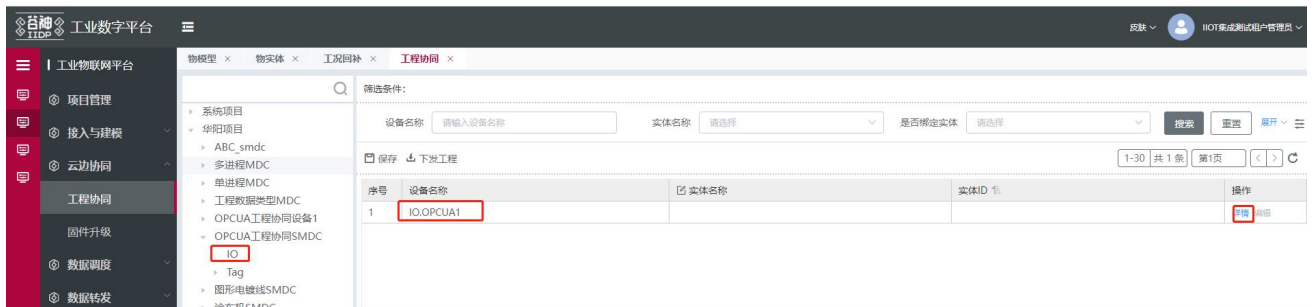 谷神 工业数字平台
IIDP
皮肤
IIOT集成测试租户管理员
工业物联网平台
物模型 × 物实体 × 工况回补 × 工程协同 ×
项目管理
接入与建模
云边协同
工程协同
固件升级
数据调度
数据转发
系统项目
华阳项目
ABC_smdc
多进程MDC
单进程MDC
工程数据类型MDC
OPCUA工程协同设备1
OPCUA工程协同SMDC
IO
Tag
图形电镀线SMDC
涂布机SMDC
筛选条件:
设备名称 请输入设备名称 实体名称 请选择 是否绑定实体 请选择 搜索 重置 展开
保存 下发工程 1-30 共1条 第1页
序号 设备名称 实体名称 实体ID 操作
1 IO.OPCUA1 详情 编辑